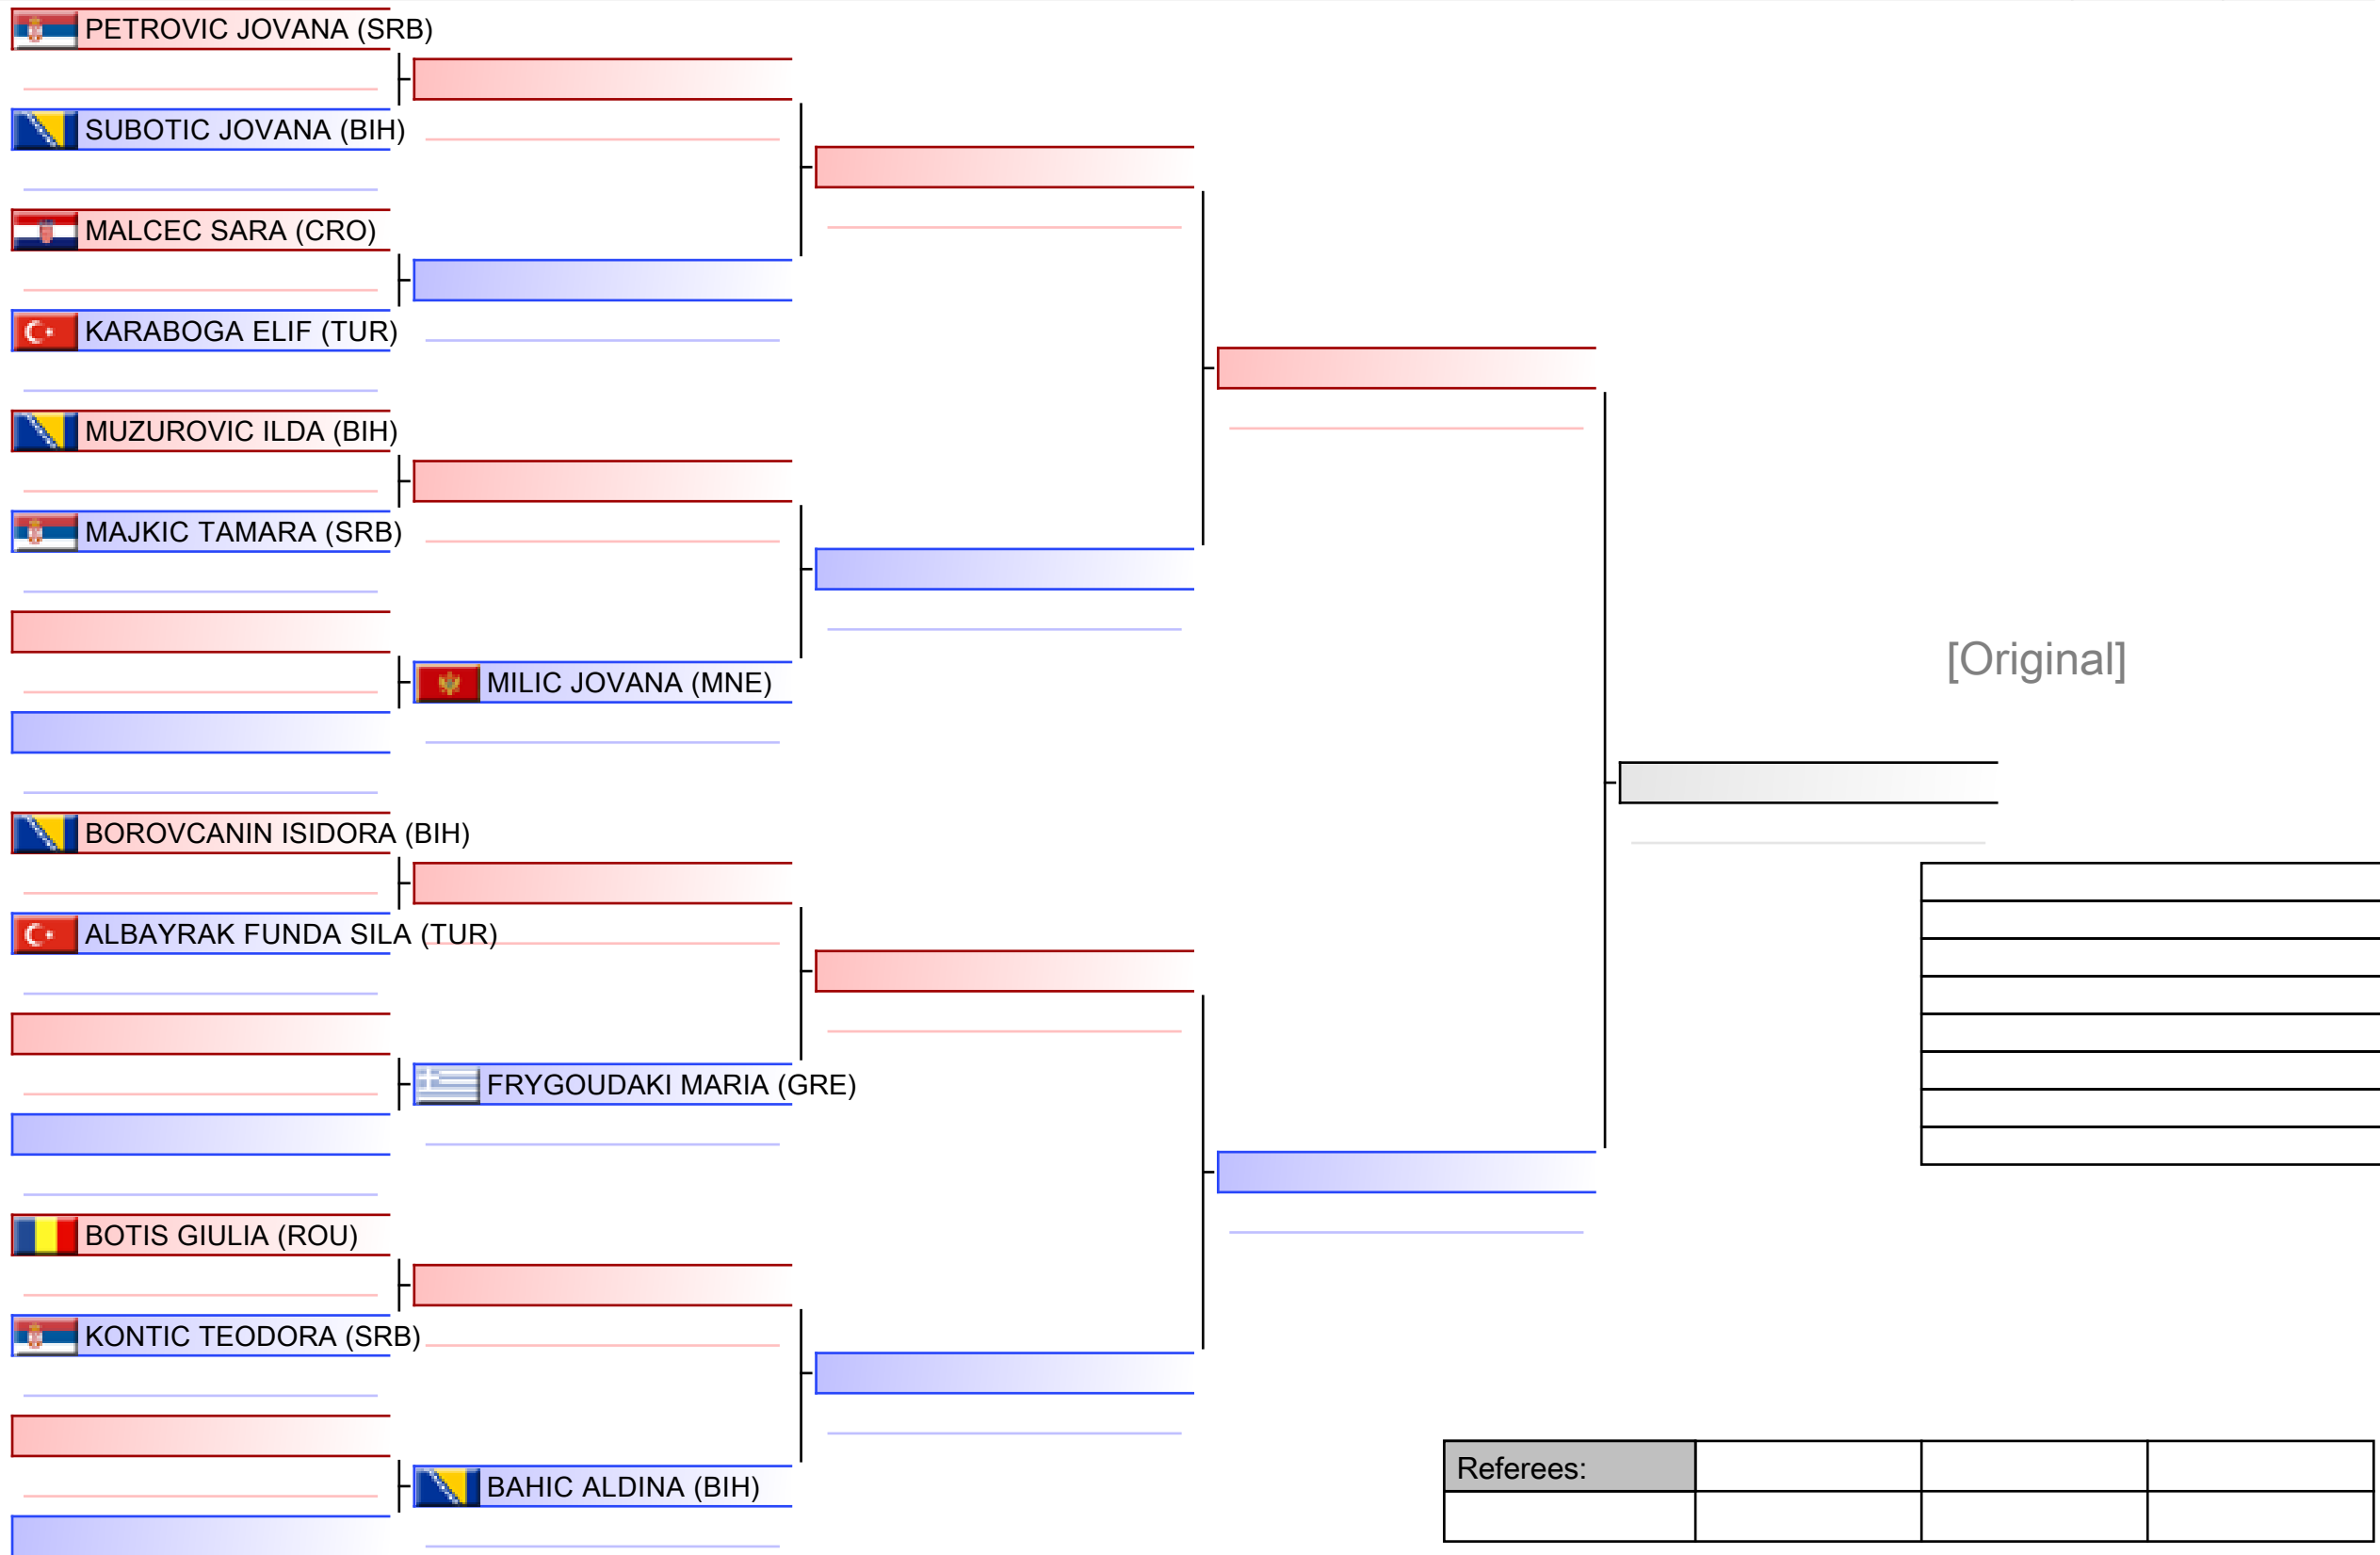 PETROVIC JOVANA (SRB)
SUBOTIC JOVANA (BIH)
MALCEC SARA (CRO)
KARABOGA ELIF (TUR)
MUZUROVIC ILDA (BIH)
MAJKIC TAMARA (SRB)
[Original]
MILIC JOVANA (MNE)
BOROVCANIN ISIDORA (BIH)
ALBAYRAK FUNDA SILA (TUR)
FRYGOUDAKI MARIA (GRE)
BOTIS GIULIA (ROU)
KONTIC TEODORA (SRB)
Referees:
BAHIC ALDINA (BIH)